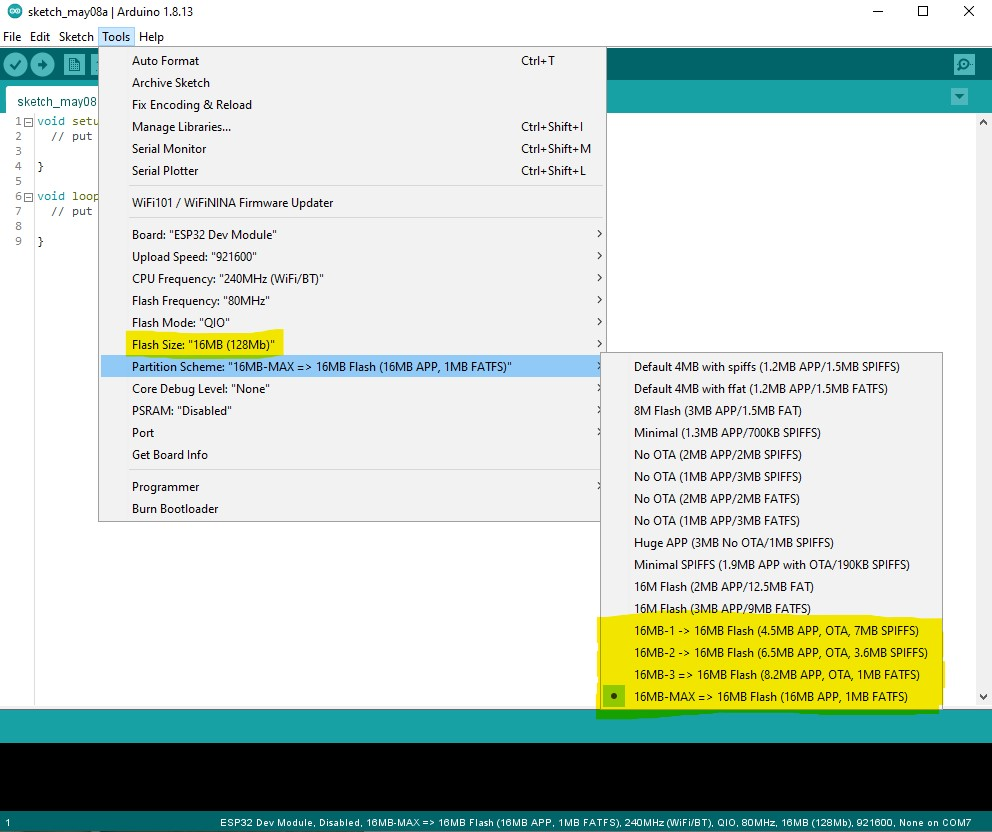 sketch_may08a | Arduino 1.8.13
File Edit Sketch Tools Help
Auto Format Ctrl+T
Archive Sketch
Fix Encoding & Reload
Manage Libraries... Ctrl+Shift+I
Serial Monitor Ctrl+Shift+M
Serial Plotter Ctrl+Shift+L
WiFi101 / WiFiNINA Firmware Updater
Board: "ESP32 Dev Module"
Upload Speed: "921600"
CPU Frequency: "240MHz (WiFi/BT)"
Flash Frequency: "80MHz"
Flash Mode: "QIO"
Flash Size: "16MB (128Mb)"
Partition Scheme: "16MB-MAX => 16MB Flash (16MB APP, 1MB FATFS)"
Core Debug Level: "None"
PSRAM: "Disabled"
Port
Get Board Info
Programmer
Burn Bootloader
Default 4MB with spiffs (1.2MB APP/1.5MB SPIFFS)
Default 4MB with ffat (1.2MB APP/1.5MB FATFS)
8M Flash (3MB APP/1.5MB FAT)
Minimal (1.3MB APP/700KB SPIFFS)
No OTA (2MB APP/2MB SPIFFS)
No OTA (1MB APP/3MB SPIFFS)
No OTA (2MB APP/2MB FATFS)
No OTA (1MB APP/3MB FATFS)
Huge APP (3MB No OTA/1MB SPIFFS)
Minimal SPIFFS (1.9MB APP with OTA/190KB SPIFFS)
16M Flash (2MB APP/12.5MB FAT)
16M Flash (3MB APP/9MB FATFS)
16MB-1 -> 16MB Flash (4.5MB APP, OTA, 7MB SPIFFS)
16MB-2 -> 16MB Flash (6.5MB APP, OTA, 3.6MB SPIFFS)
16MB-3 => 16MB Flash (8.2MB APP, OTA, 1MB FATFS)
16MB-MAX => 16MB Flash (16MB APP, 1MB FATFS)
sketch_may08
1 void setu
2 // put
3
4 }
5
6 void loop
7 // put
8
9 }
1 ESP32 Dev Module, Disabled, 16MB-MAX => 16MB Flash (16MB APP, 1MB FATFS), 240MHz (WiFi/BT), QIO, 80MHz, 16MB (128Mb), 921600, None on COM7